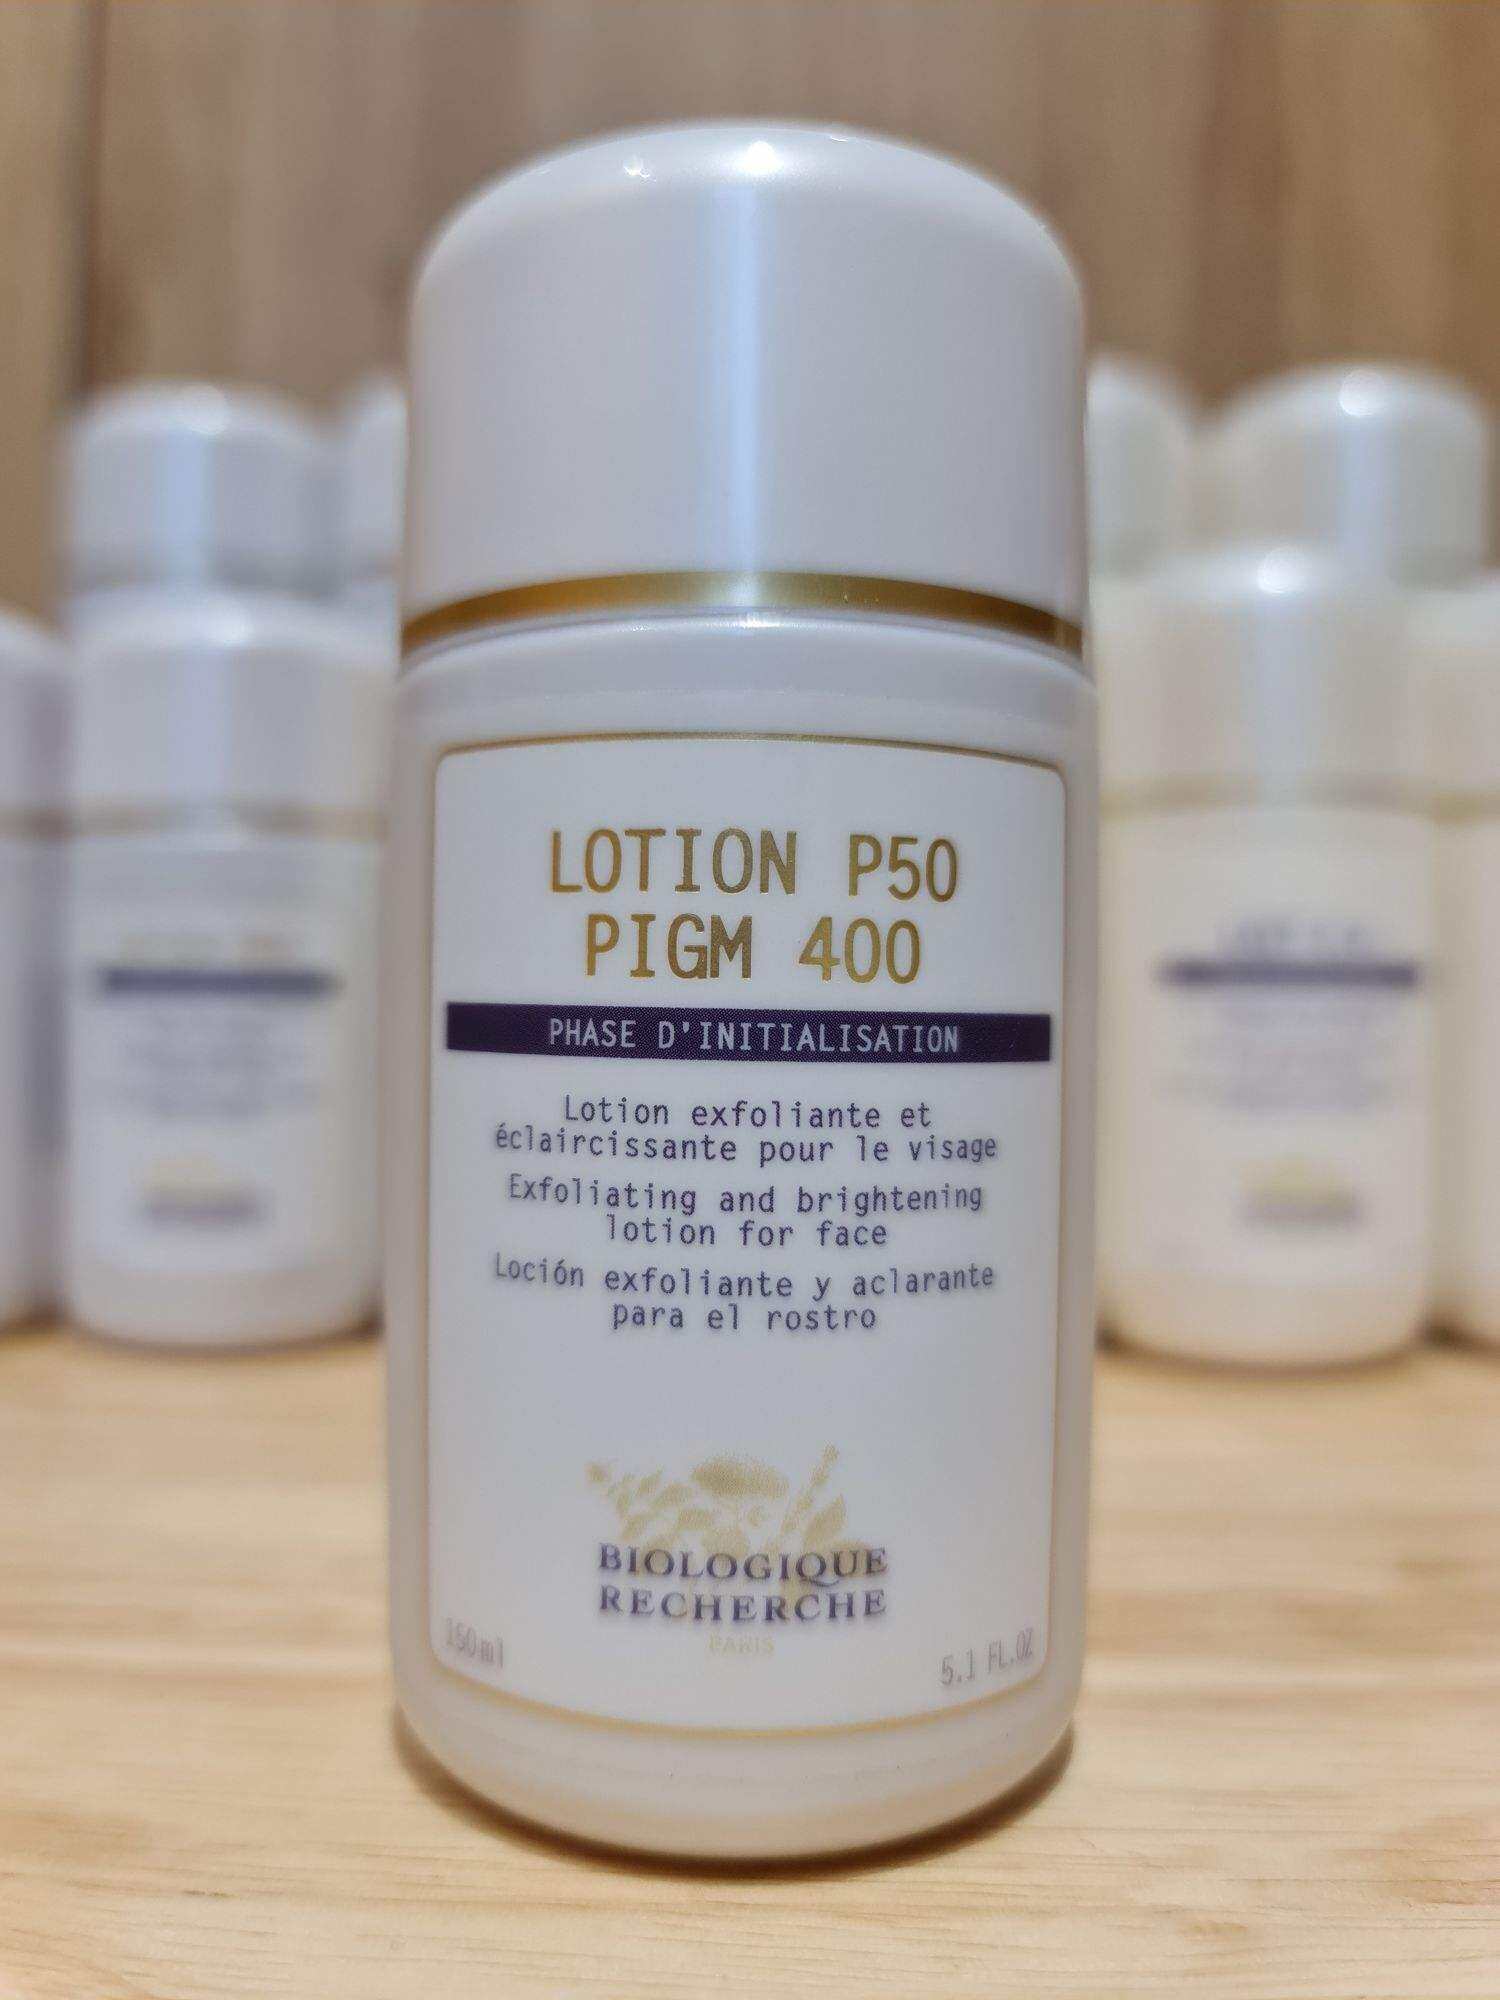 LOTION P50
PIGM 400
PHASE D'INITIALISATION
Lotion exfoliante et
éclaircissante pour le visage
Exfoliating and brightening
lotion for face
Loción exfoliante y aclarante
para el rostro
BIOLOGIQUE
RECHERCHE
PARIS
150ml
5.1 FL.OZ